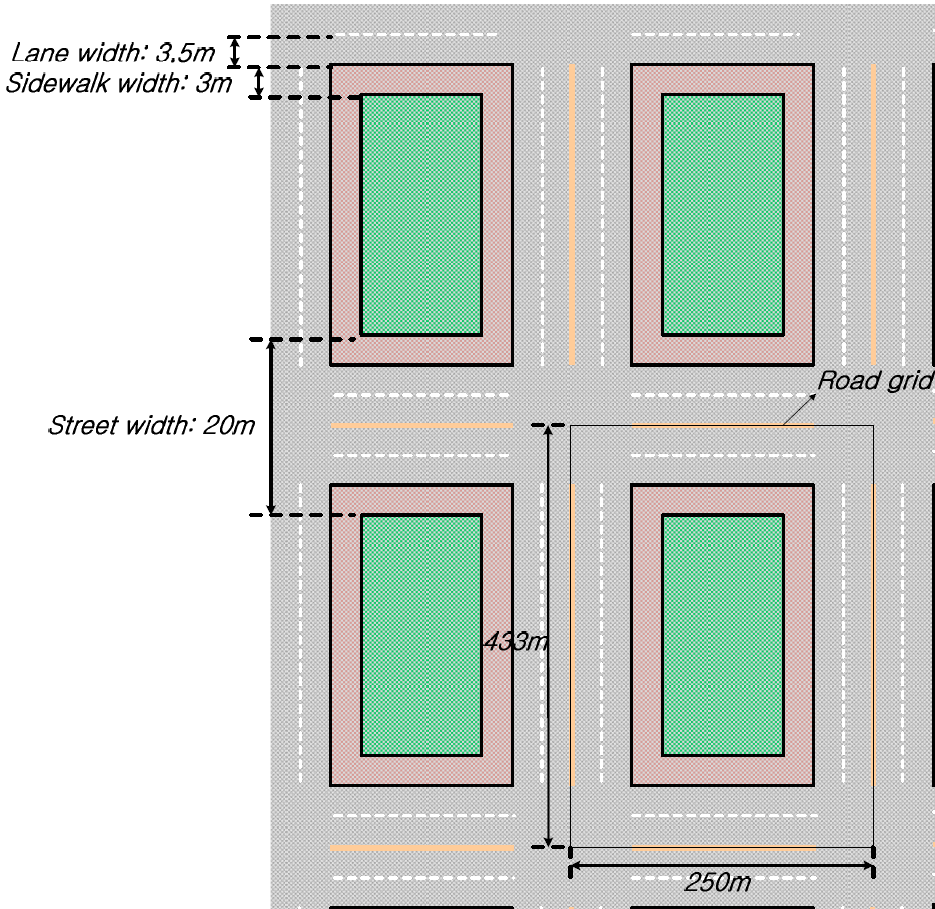 Lane width: 3.5m
Sidewalk width: 3m
Road grid
Street width: 20m
433m
250m